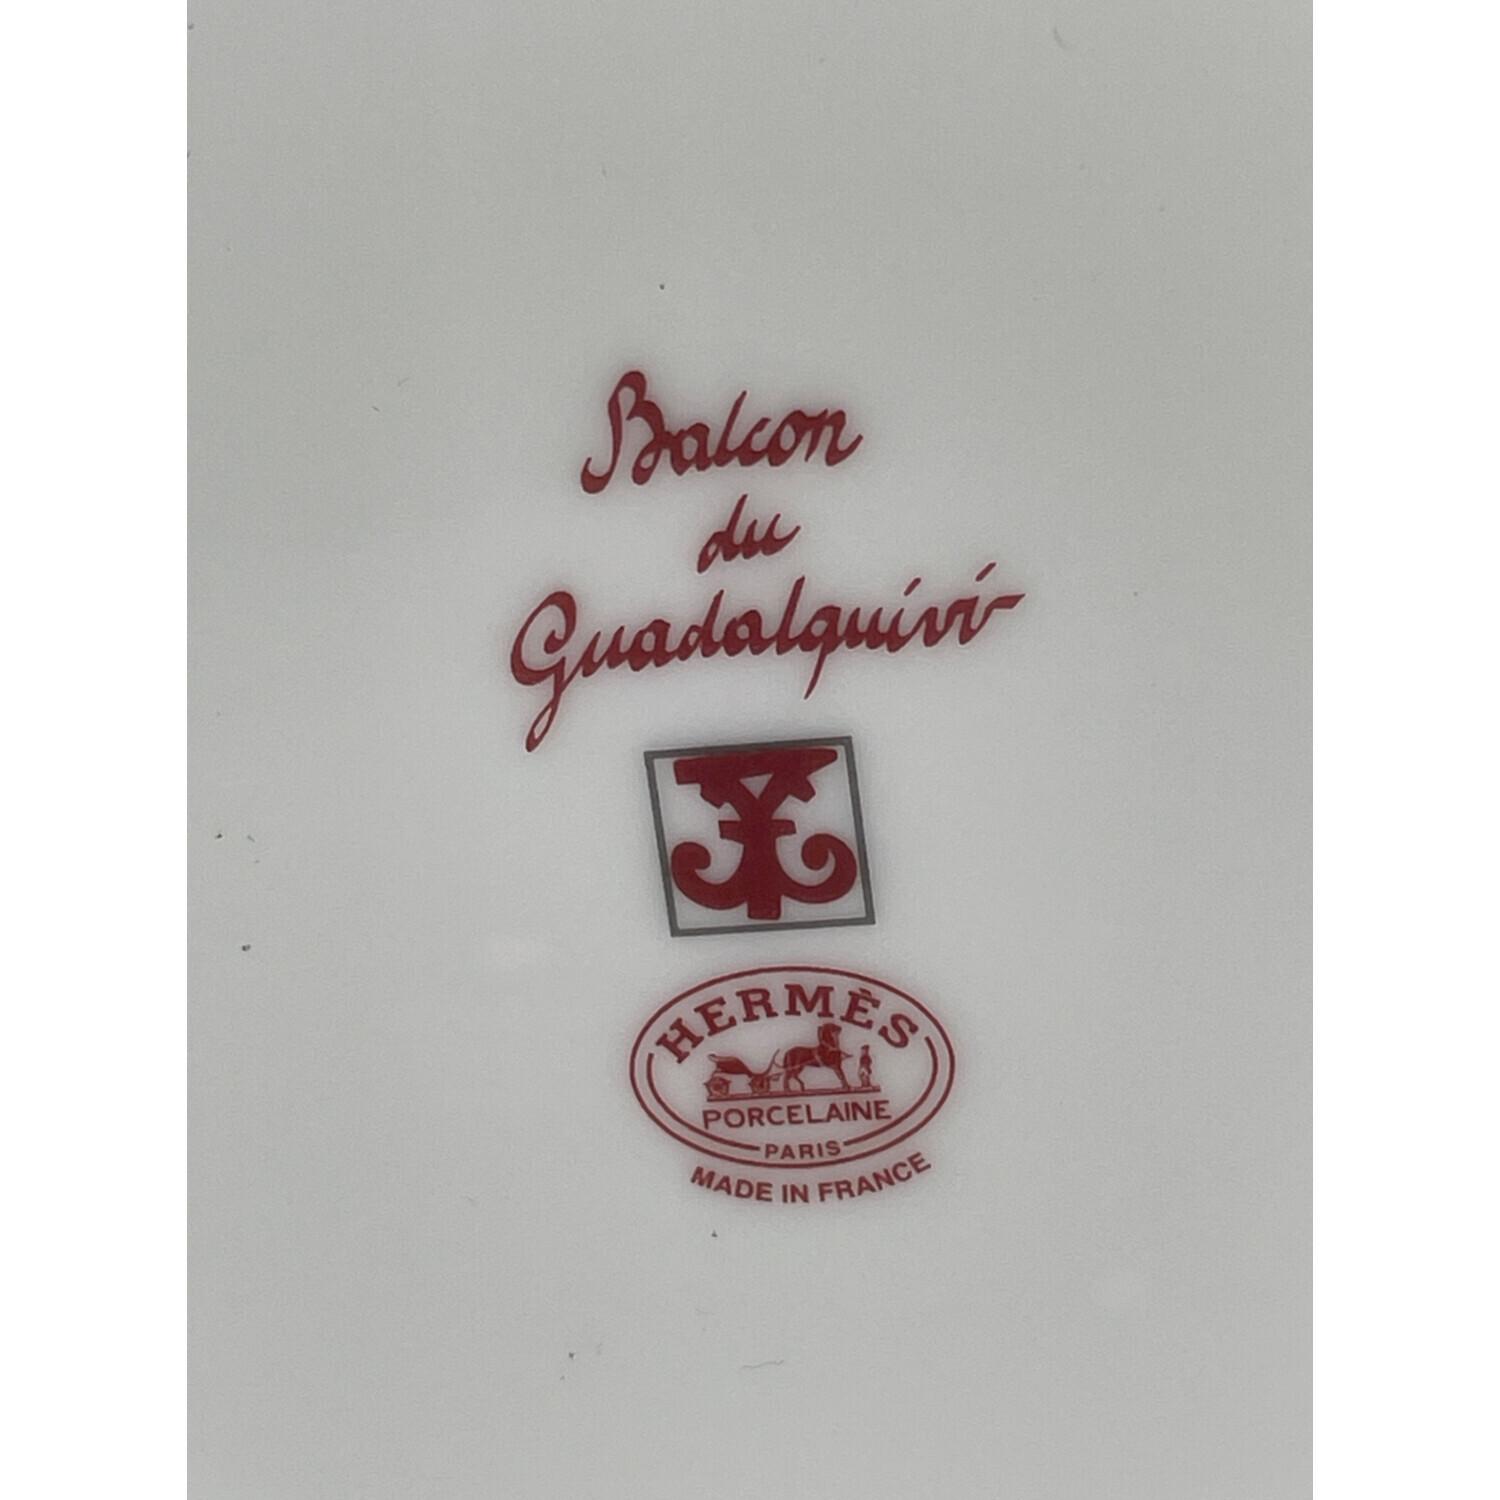 Balcon
du
Guadalquivir
HERMÈS
PORCELAINE
PARIS
MADE IN FRANCE